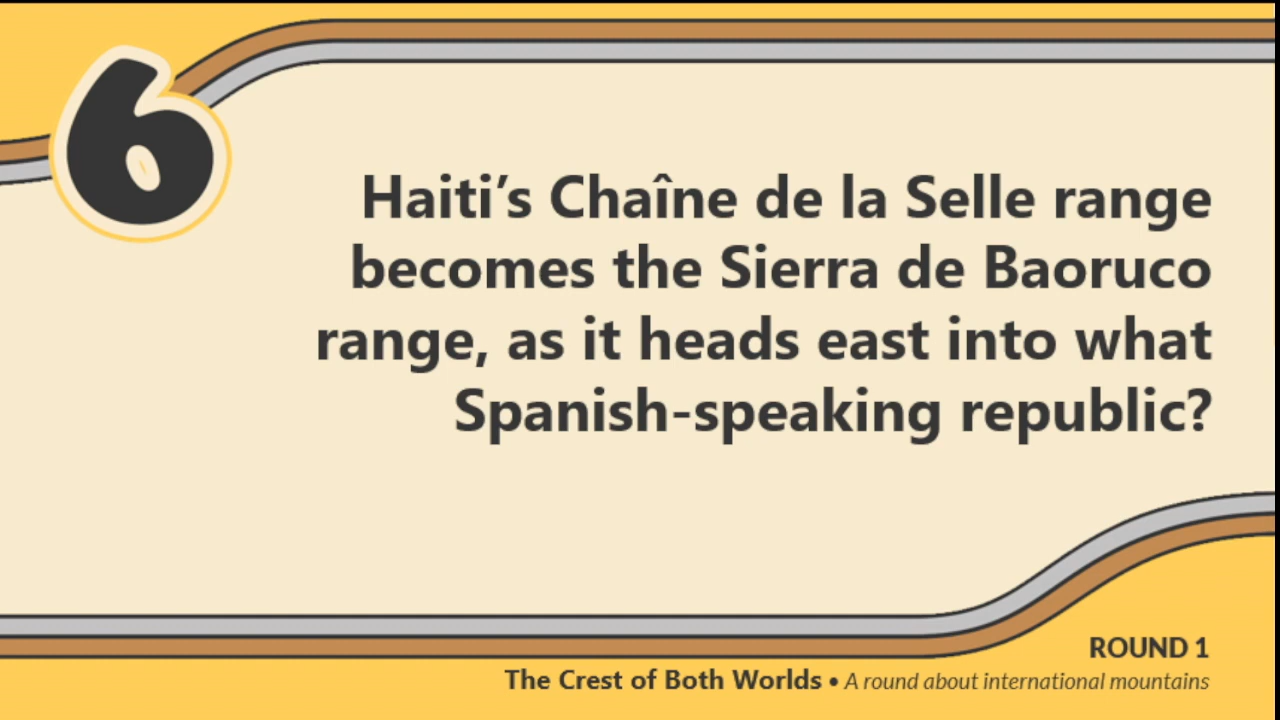 6
Haiti’s Chaîne de la Selle range
becomes the Sierra de Baoruco
range, as it heads east into what
Spanish-speaking republic?
ROUND 1
The Crest of Both Worlds • A round about international mountains